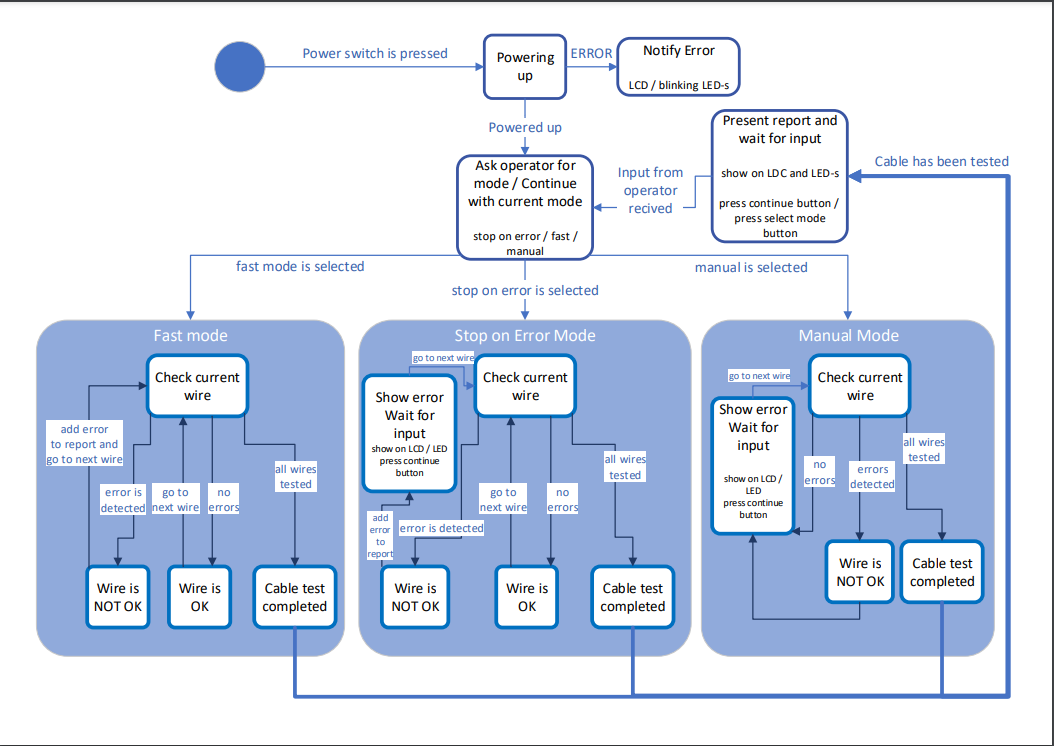 Power switch is pressed
Powering
up
ERROR
Notify Error
LCD / blinking LED-s
Powered up
Present report and
wait for input
show on LDC and LED-s
press continue button /
press select mode
button
Cable has been tested
Input from
operator
recived
Ask operator for
mode / Continue
with current mode
stop on error / fast /
manual
fast mode is selected
stop on error is selected
manual is selected
Fast mode
Check current
wire
add error
to report and
go to next wire
error is
detected
go to
next wire
no
errors
all wires
tested
Wire is
NOT OK
Wire is
OK
Cable test
completed
Stop on Error Mode
go to next wire
Check current
wire
Show error
Wait for
input
show on LCD / LED
press continue
button
add
error
to
report
error is detected
go to
next wire
no
errors
all wires
tested
Wire is
NOT OK
Wire is
OK
Cable test
completed
Manual Mode
go to next wire
Check current
wire
Show error
Wait for
input
show on LCD /
LED
press continue
button
no
errors
errors
detected
all wires
tested
Wire is
NOT OK
Cable test
completed